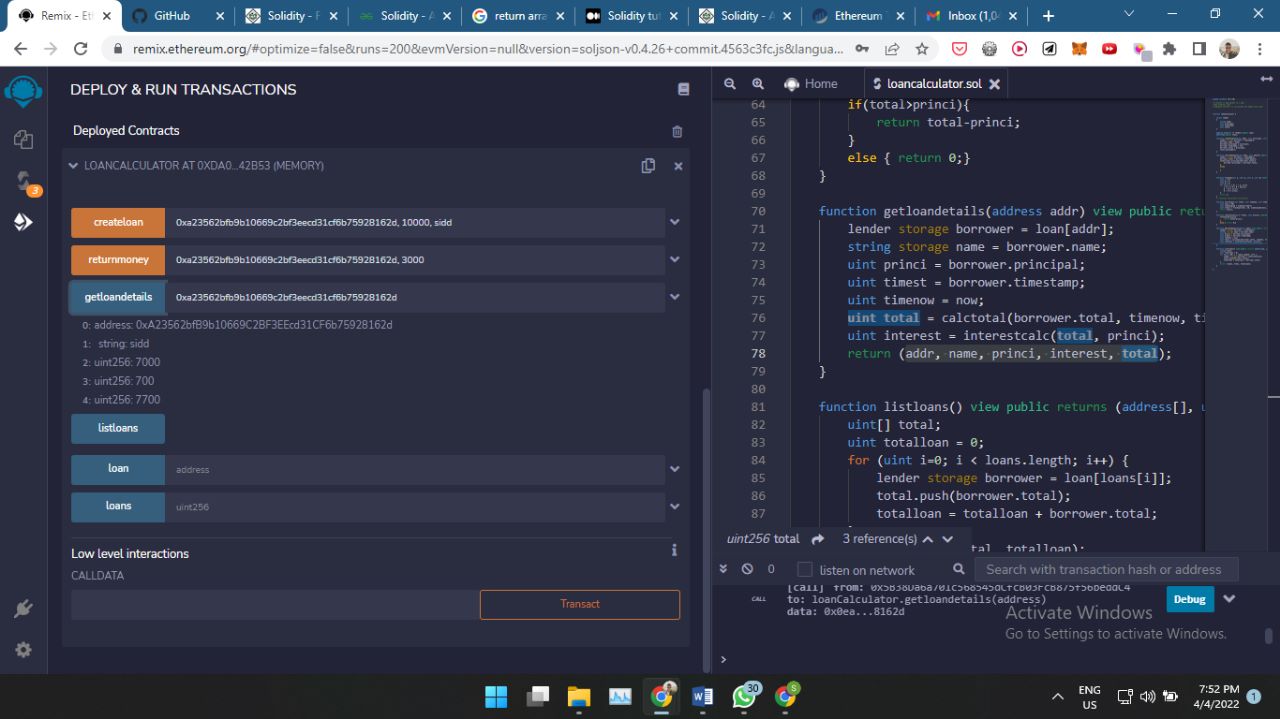 Remix - Et
GitHub
Solidity - F
Solidity - A
return arra
Solidity tut
Solidity - A
Ethereum
Inbox (1,04
remix.ethereum.org/#optimize=false&runs=200&evmVersion=null&version=soljson-v0.4.26+commit.4563c3fc.js&langua...
DEPLOY & RUN TRANSACTIONS
Deployed Contracts
LOANCALCULATOR AT 0XDA0...42B53 (MEMORY)
createloan 0xa23562bfb9b10669c2bf3eecd31cf6b75928162d, 10000, sidd
returnmoney 0xa23562bfb9b10669c2bf3eecd31cf6b75928162d, 3000
getloandetails 0xa23562bfb9b10669c2bf3eecd31cf6b75928162d
0: address: 0xA23562bfB9b10669C2BF3EEcd31CF6b75928162d
1: string: sidd
2: uint256: 7000
3: uint256: 700
4: uint256: 7700
listloans
loan address
loans uint256
Low level interactions
CALLDATA
Transact
3
Home
loancalculator.sol
64 if(total>princi){
65 return total-princi;
66 }
67 else { return 0;}
68 }
69
70 function getloandetails(address addr) view public retu
71 lender storage borrower = loan[addr];
72 string storage name = borrower.name;
73 uint princi = borrower.principal;
74 uint timest = borrower.timestamp;
75 uint timenow = now;
76 uint total = calctotal(borrower.total, timenow, ti
77 uint interest = interestcalc(total, princi);
78 return (addr, name, princi, interest, total);
79 }
80
81 function listloans() view public returns (address[], u
82 uint[] total;
83 uint totalloan = 0;
84 for (uint i=0; i < loans.length; i++) {
85 lender storage borrower = loan[loans[i]];
86 total.push(borrower.total);
87 totalloan = totalloan + borrower.total;
uint256 total 3 reference(s)
tal, totalloan);
0 listen on network Search with transaction hash or address
CALL [call] from: 0x5B38Da6a701c568545dCfcB03FcB875f56beddC4
to: loanCalculator.getloandetails(address)
data: 0x0ea...8162d
Debug
Activate Windows
Go to Settings to activate Windows.
>
30
S
ENG
US
7:52 PM
4/4/2022
1